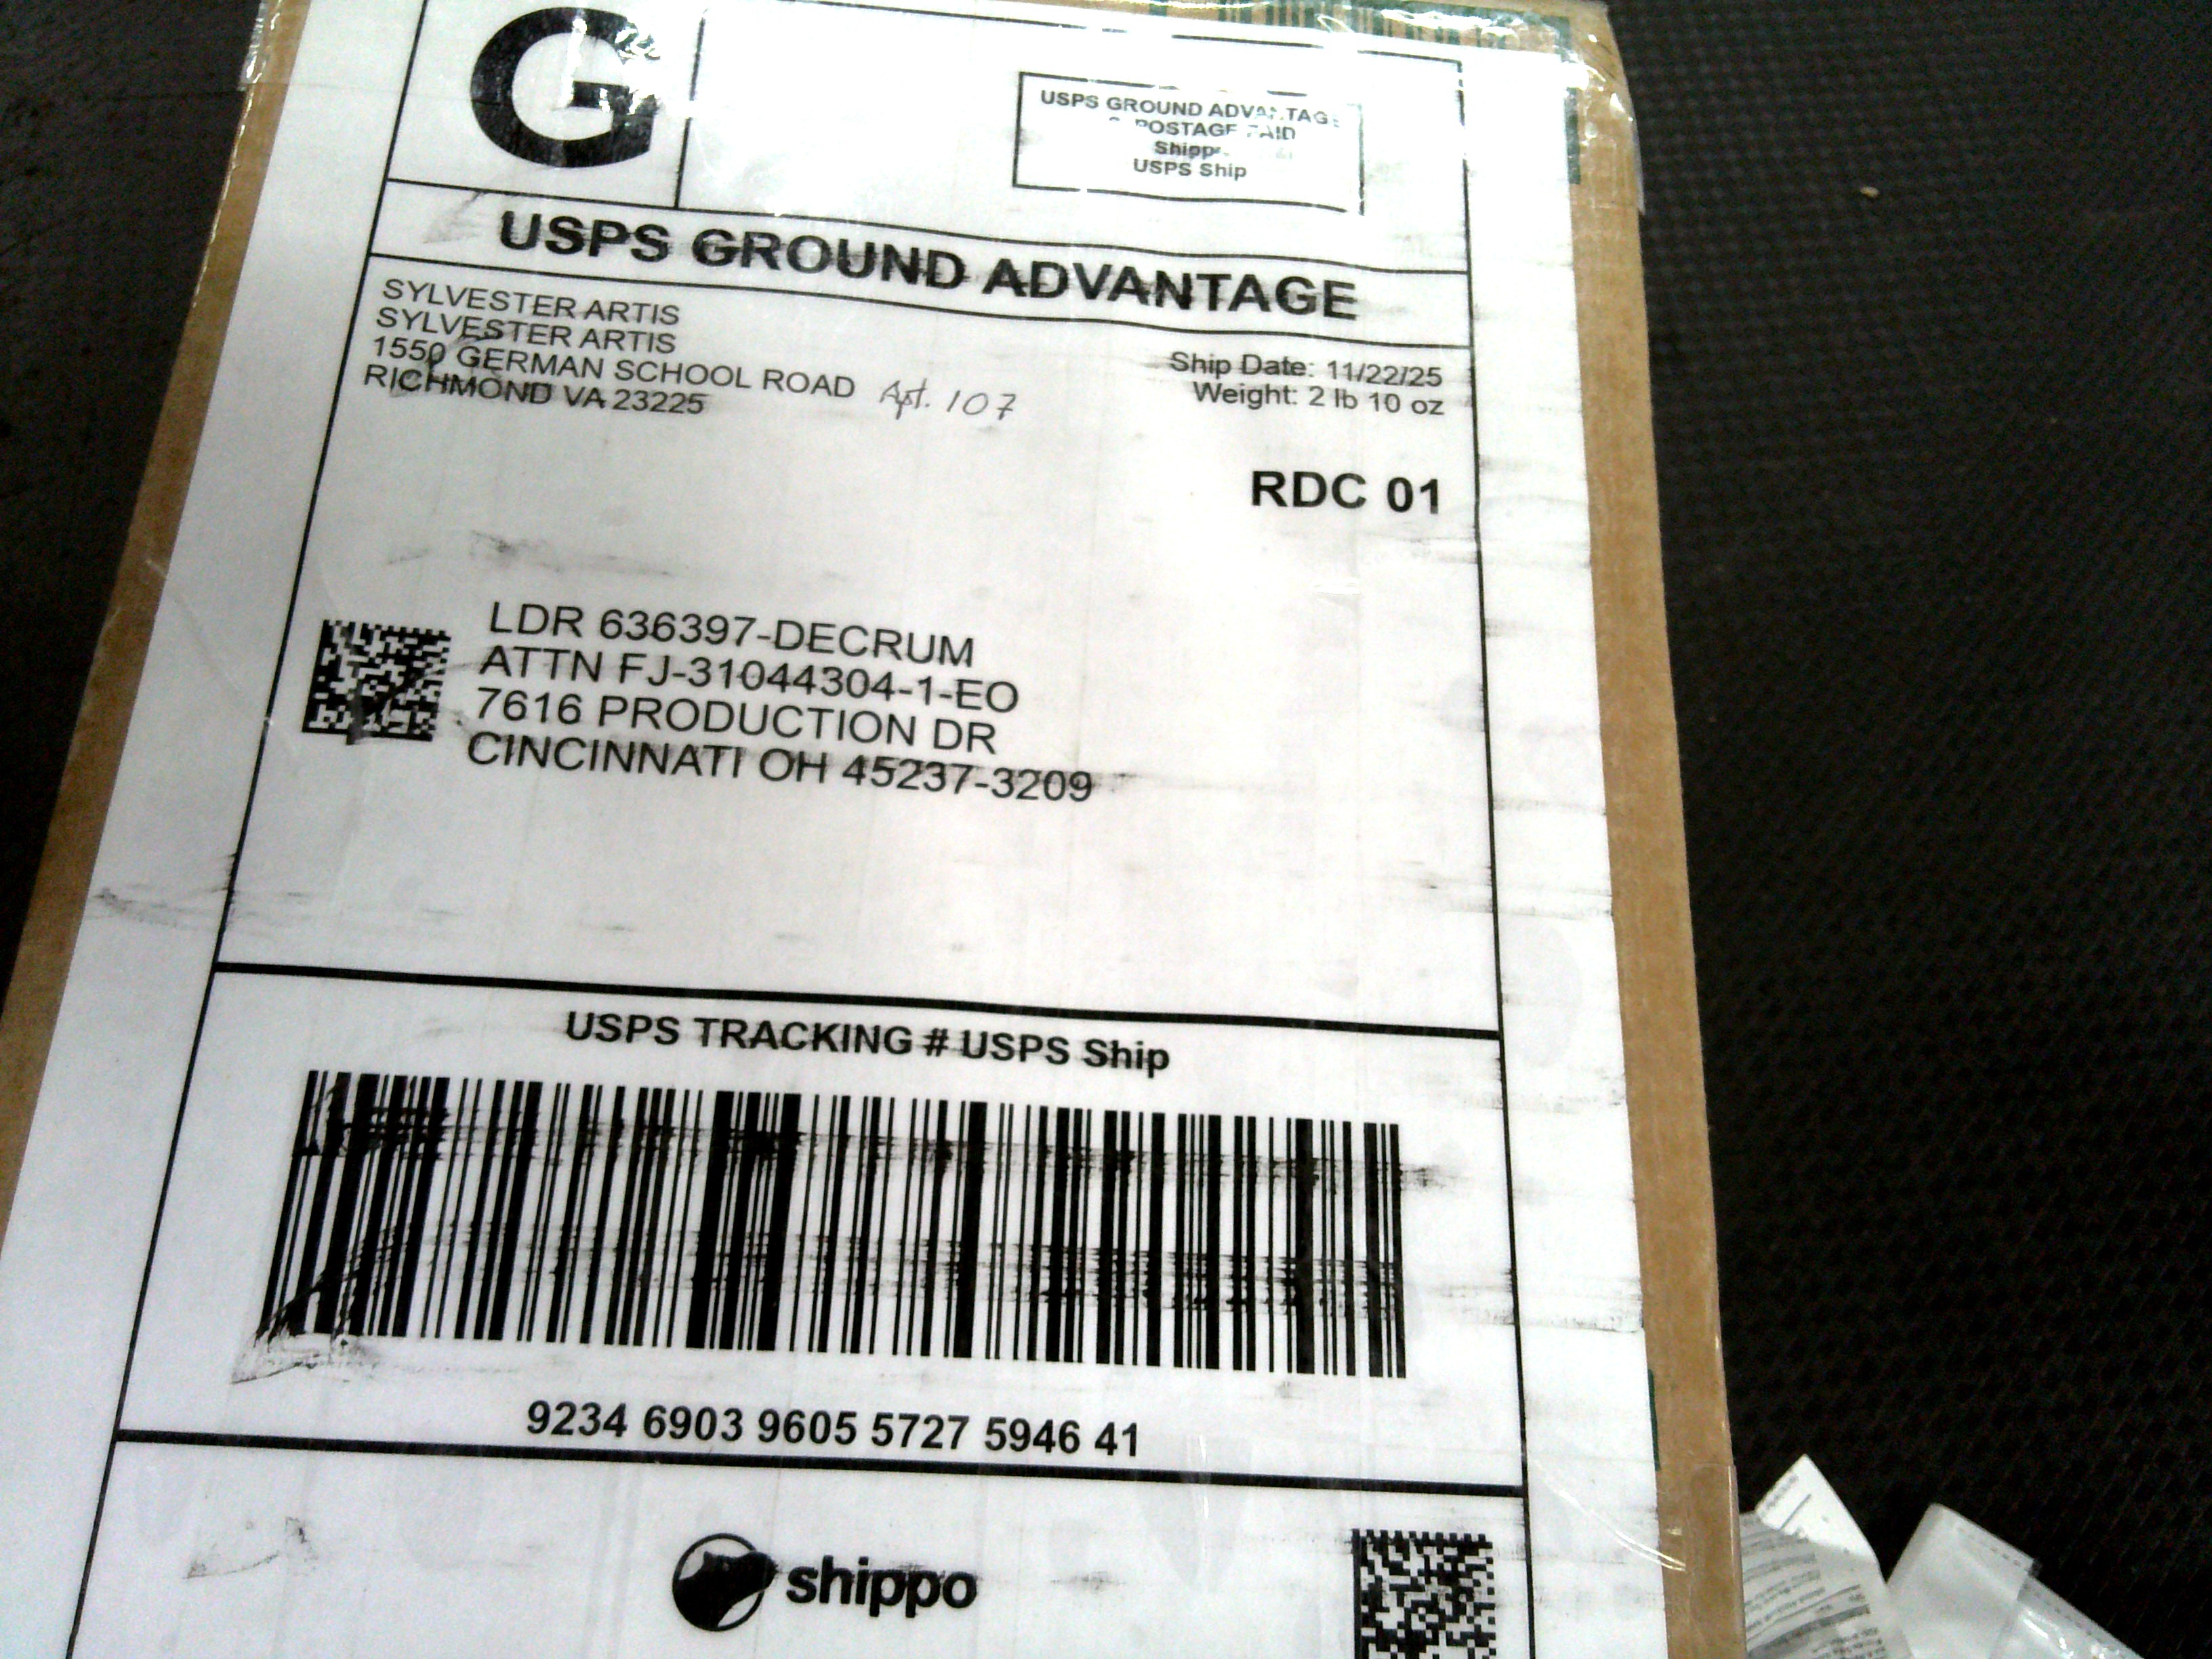 G
USPS GROUND ADVANTAGE
POSTAGE PAID
USPS Ship
USPS GROUND ADVANTAGE
SYLVESTER ARTIS
SYLVESTER ARTIS
1550 GERMAN SCHOOL ROAD Apt. 107
RICHMOND VA 23225
Ship Date: 11/22/25
Weight: 2 lb 10 oz
RDC 01
LDR 636397-DECRUM
ATTN FJ-31044304-1-EO
7616 PRODUCTION DR
CINCINNATI OH 45237-3209
USPS TRACKING # USPS Ship
9234 6903 9605 5727 5946 41
shippo